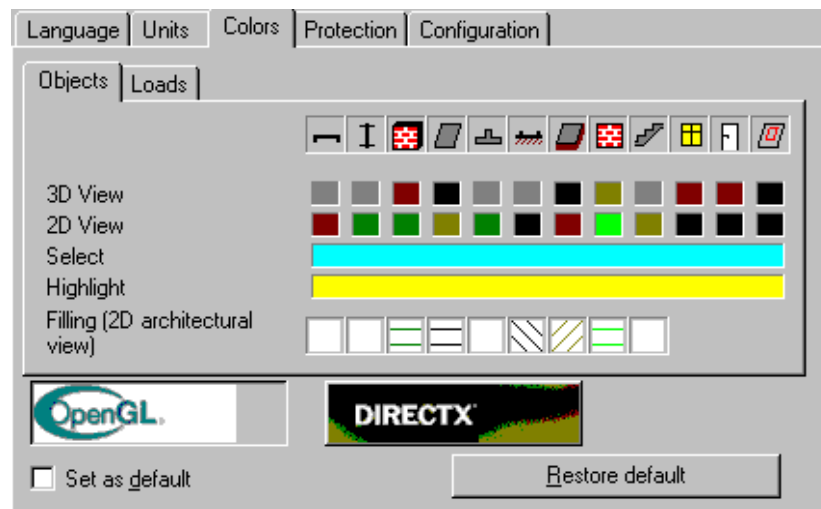 Language Units Colors Protection Configuration
Objects Loads
3D View
2D View
Select
Highlight
Filling (2D architectural
view)
OpenGL. DIRECTX
Set as default Restore default